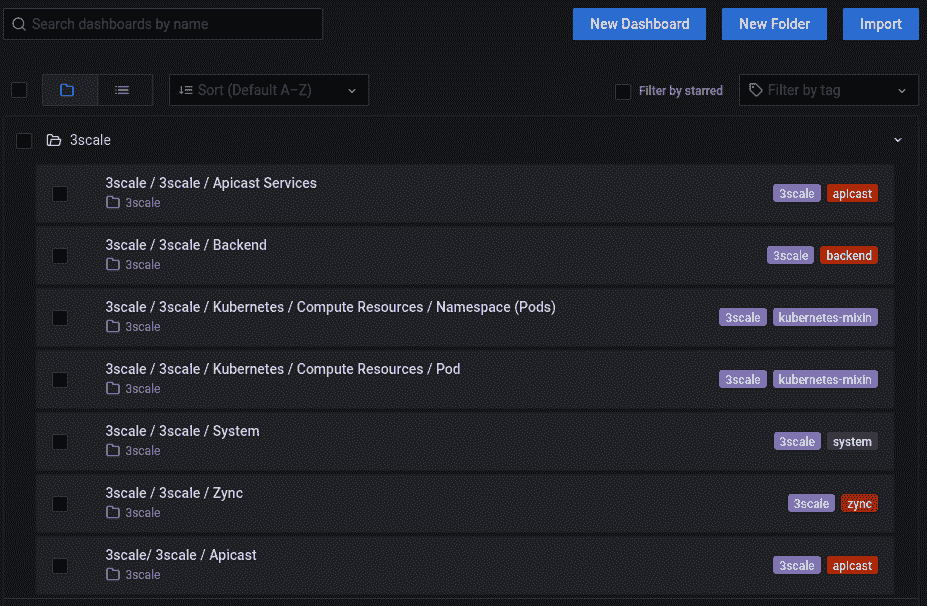 Search dashboards by name
New Dashboard
New Folder
Import
Sort (Default A–Z)
Filter by starred
Filter by tag
3scale
3scale / 3scale / Apicast Services
3scale
3scale
apicast
3scale / 3scale / Backend
3scale
3scale
backend
3scale / 3scale / Kubernetes / Compute Resources / Namespace (Pods)
3scale
3scale
kubernetes-mixin
3scale / 3scale / Kubernetes / Compute Resources / Pod
3scale
3scale
kubernetes-mixin
3scale / 3scale / System
3scale
3scale
system
3scale / 3scale / Zync
3scale
3scale
zync
3scale/ 3scale / Apicast
3scale
3scale
apicast